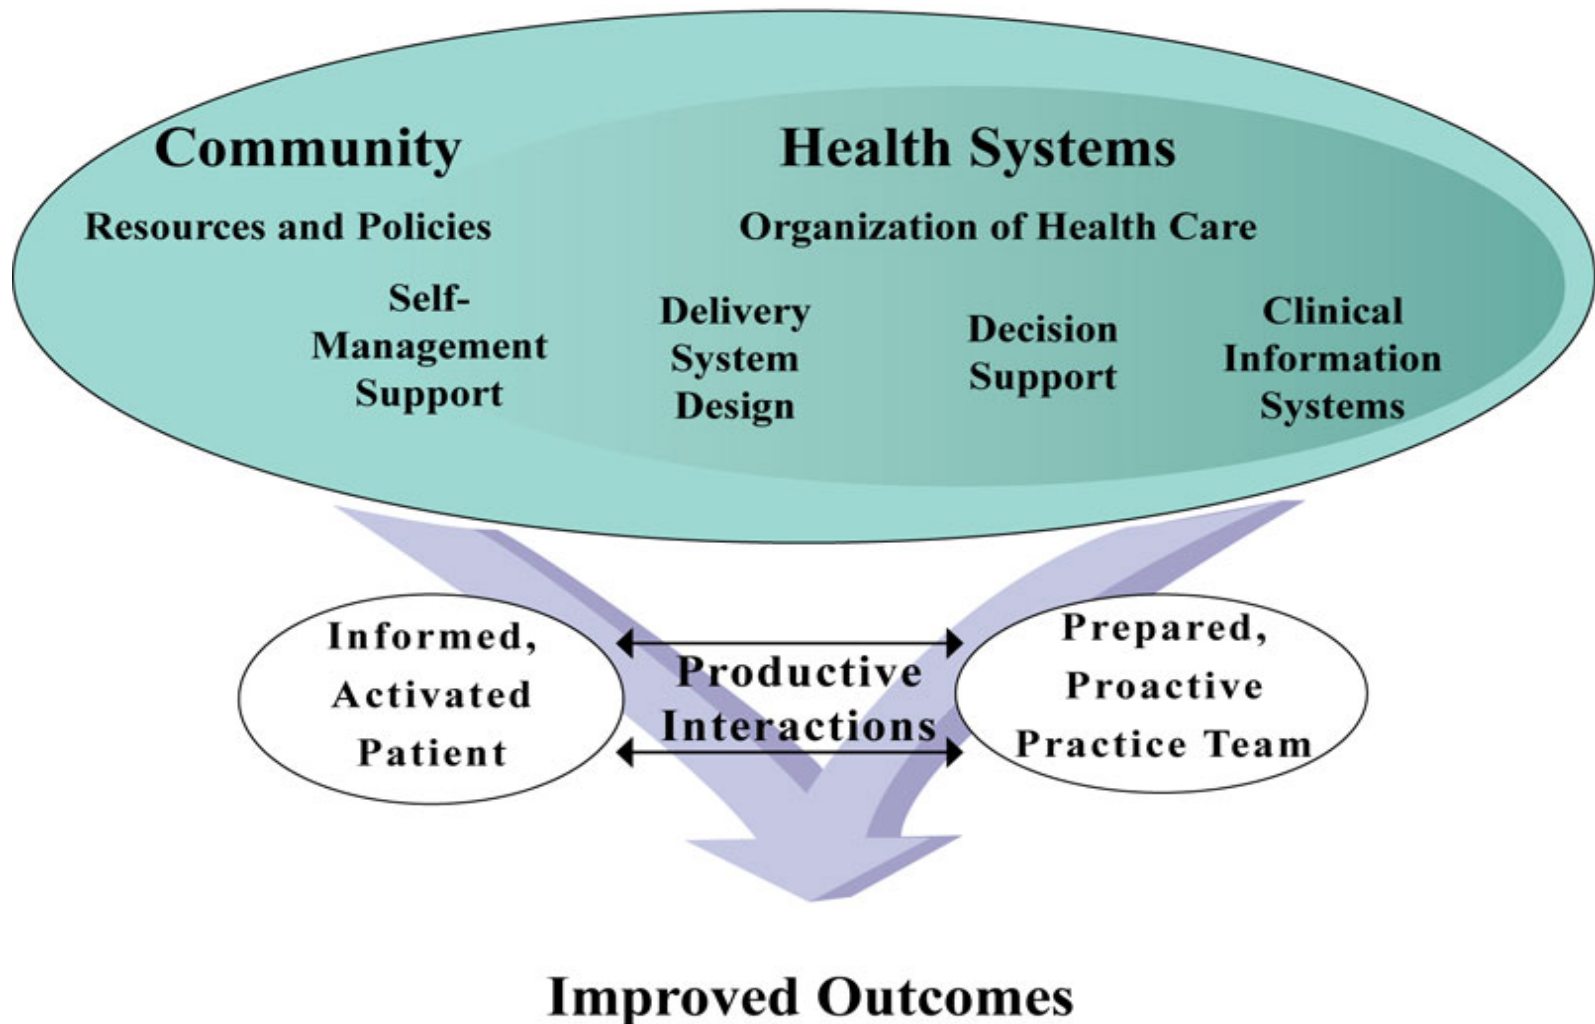 Community
Health Systems
Resources and Policies
Organization of Health Care
Self-
Management
Support
Delivery
System
Design
Decision
Support
Clinical
Information
Systems
Informed,
Activated
Patient
Productive
Interactions
Prepared,
Proactive
Practice Team
Improved Outcomes